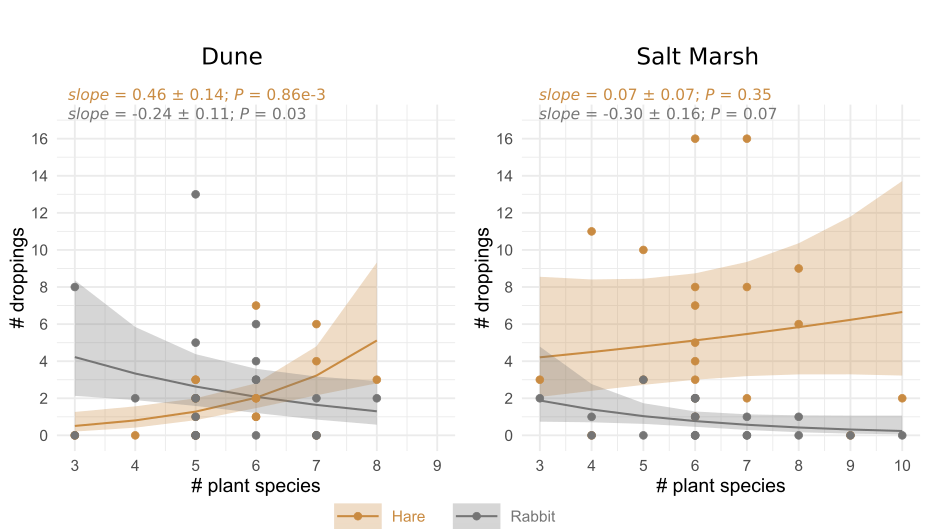 Dune
slope = 0.46 ± 0.14; P = 0.86e-3
slope = -0.24 ± 0.11; P = 0.03
16
14
12
10
8
6
4
2
0
# droppings
3 4 5 6 7 8 9
# plant species
Salt Marsh
slope = 0.07 ± 0.07; P = 0.35
slope = -0.30 ± 0.16; P = 0.07
16
14
12
10
8
6
4
2
0
# droppings
3 4 5 6 7 8 9 10
# plant species
Hare Rabbit